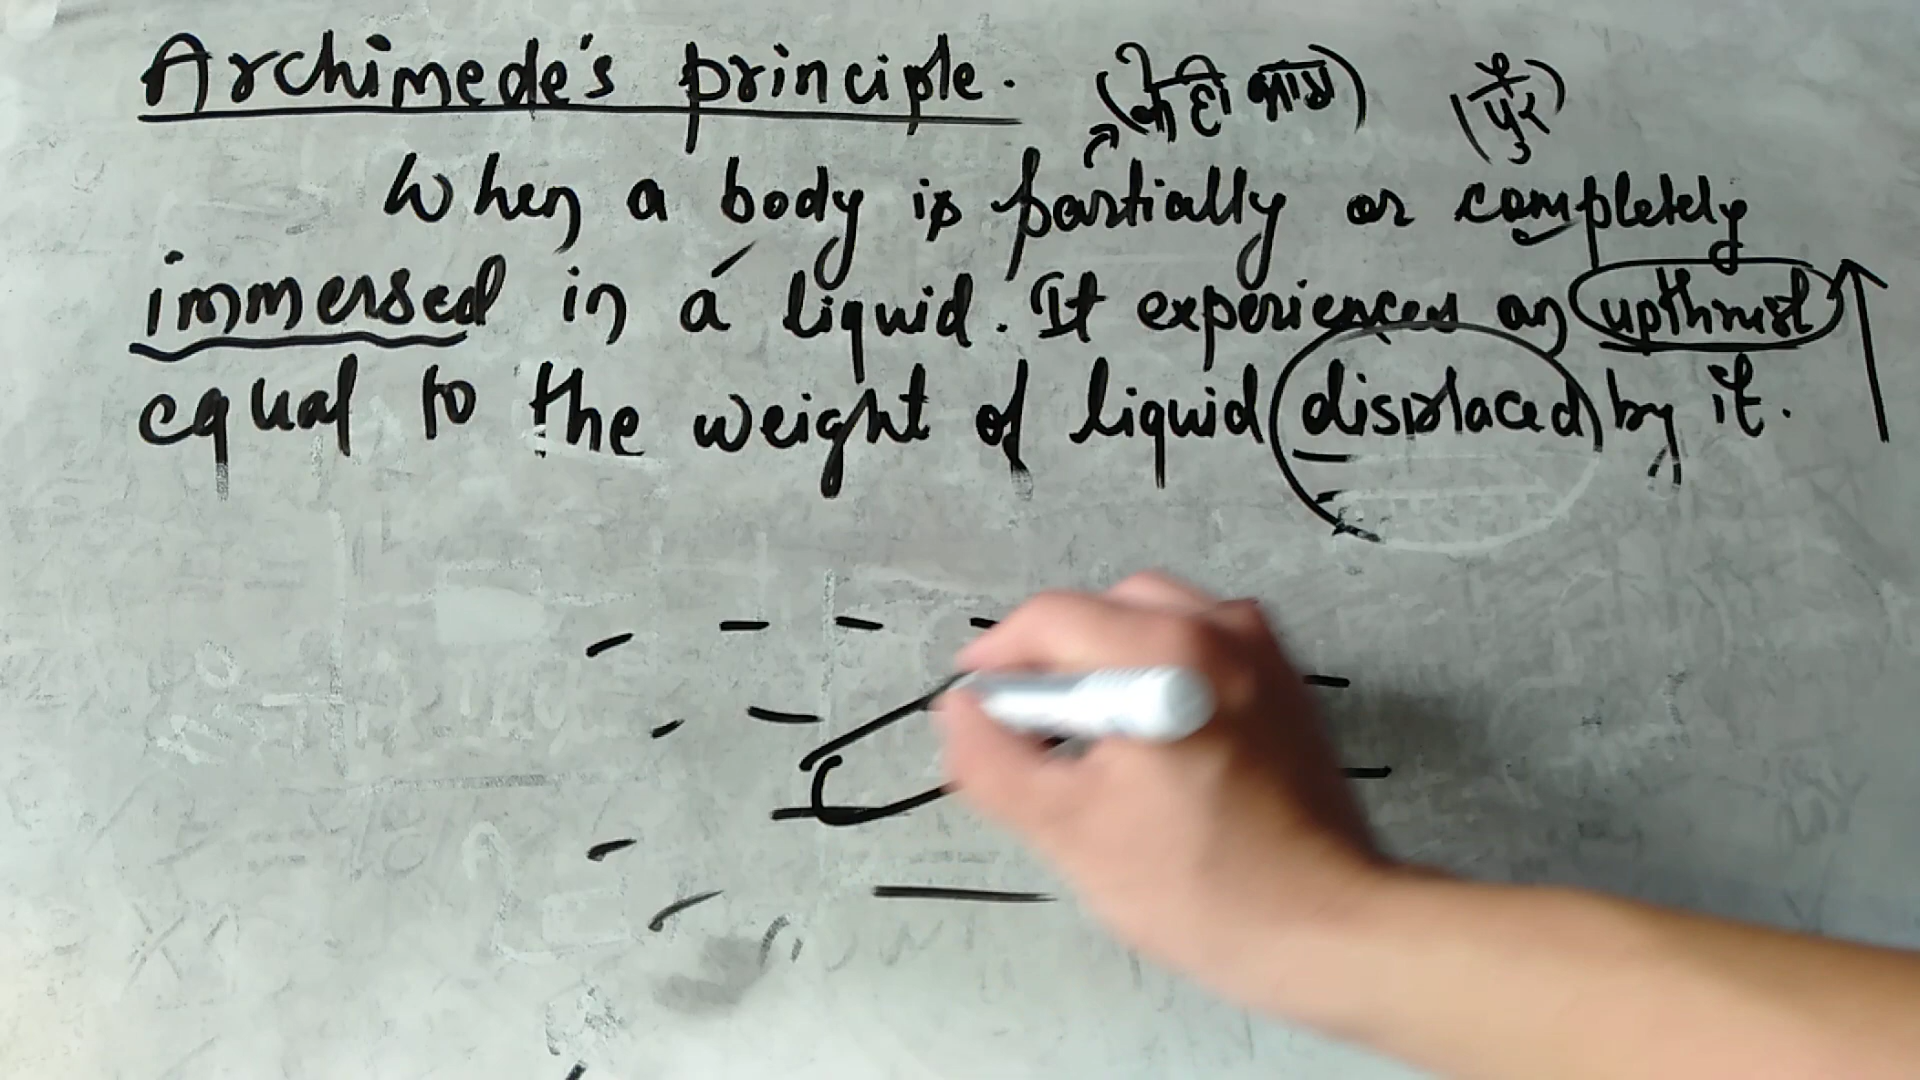 Archimede's principle. (को ही भाग) (पुरै)
When a body is partially or completely
immersed in a liquid. It experiences an upthrust
equal to the weight of liquid displaced by it.